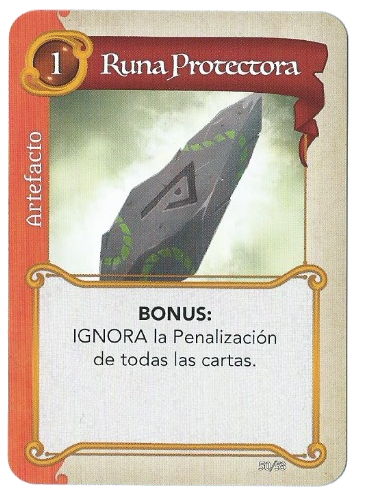 1
Runa Protectora
Artefacto
BONUS:
IGNORA la Penalización
de todas las cartas.